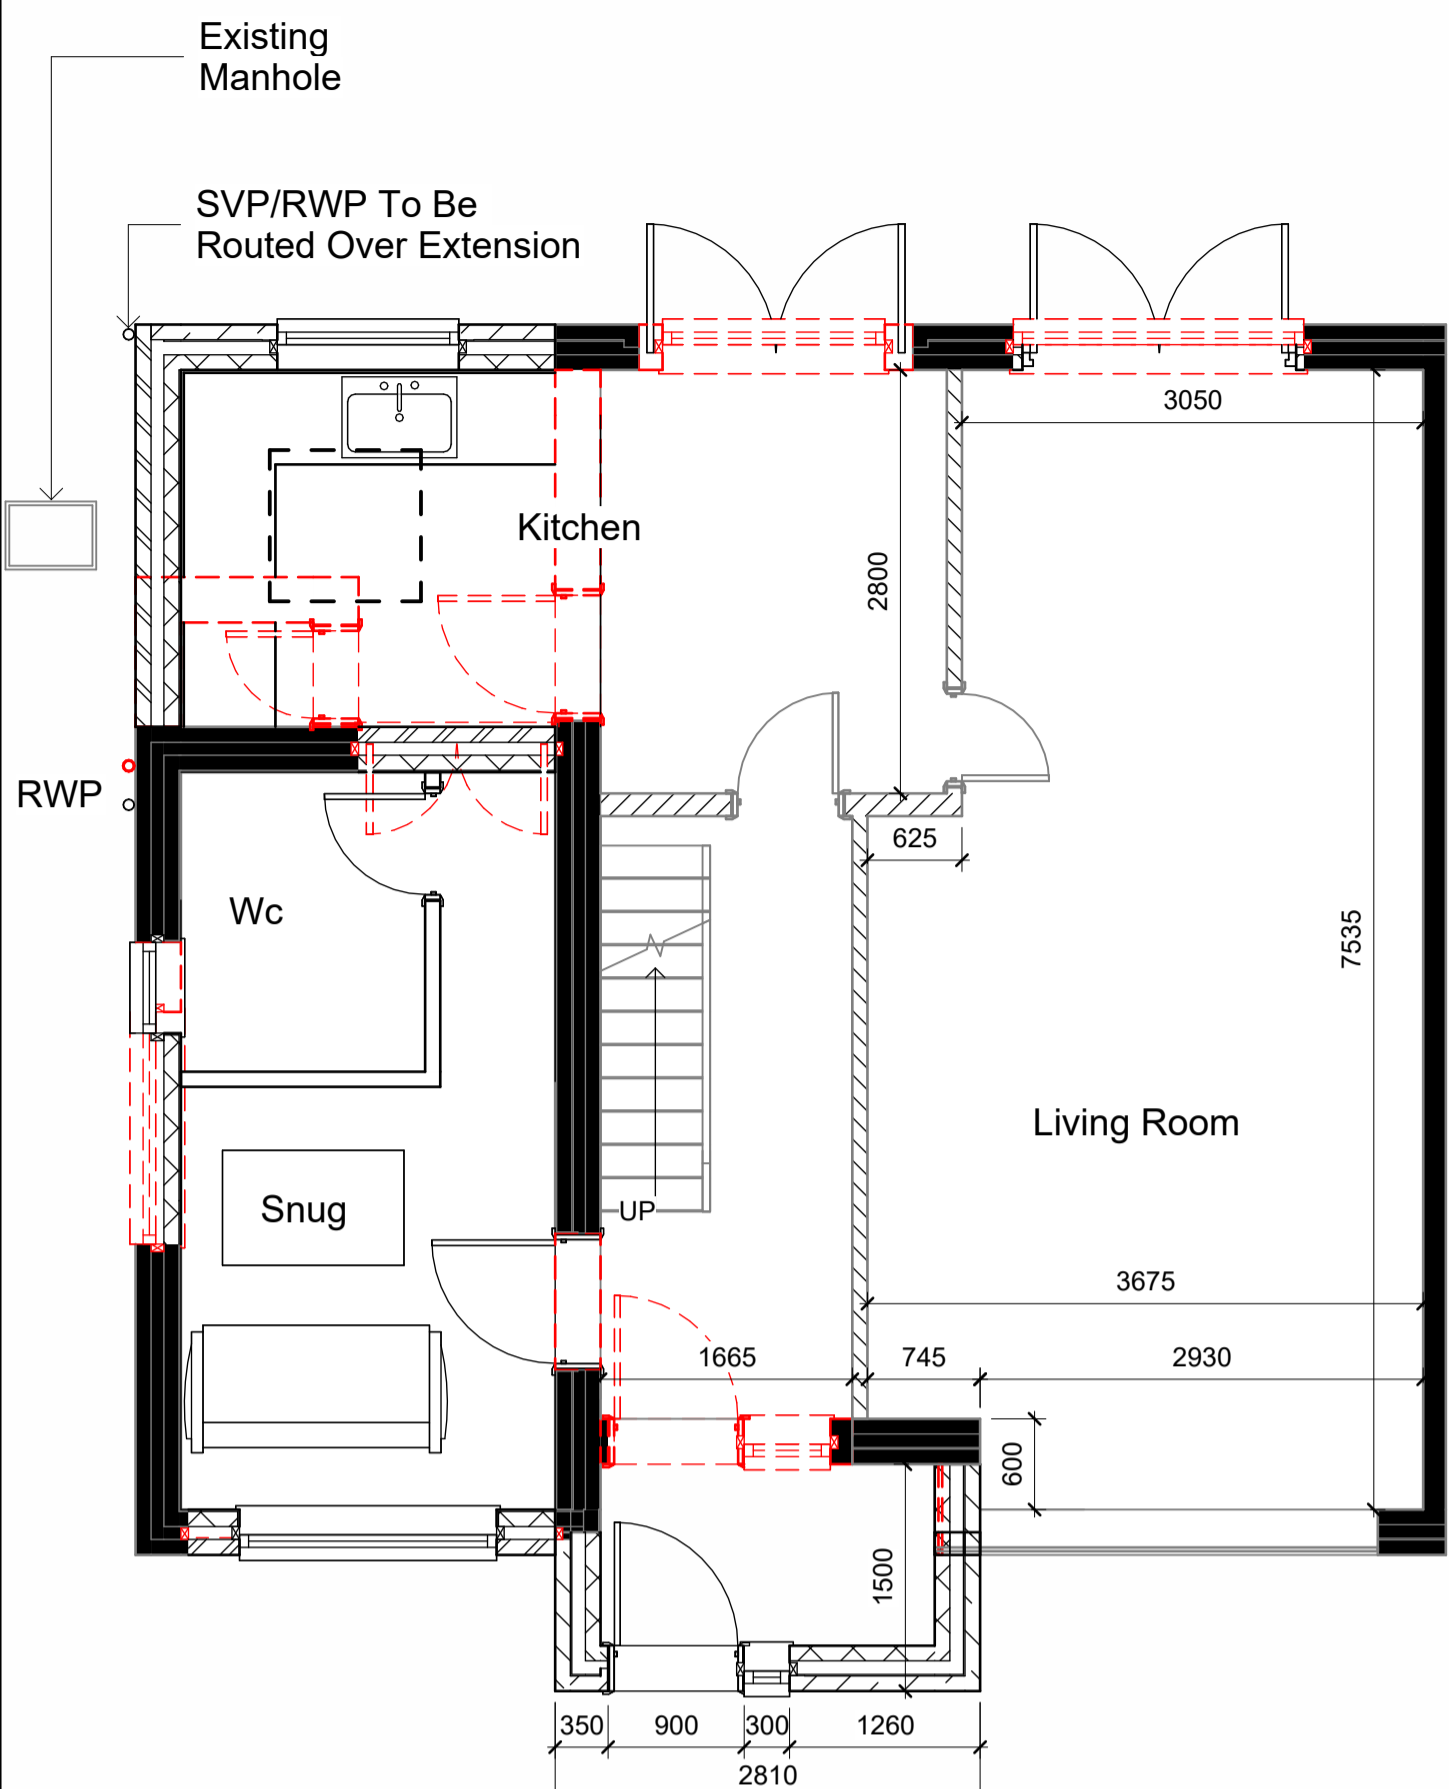 Existing
Manhole
SVP/RWP To Be
Routed Over Extension
3050
Kitchen
2800
RWP
625
Wc
7535
Living Room
UP
Snug
3675
1665
745
2930
600
1500
350
900
300
1260
2810